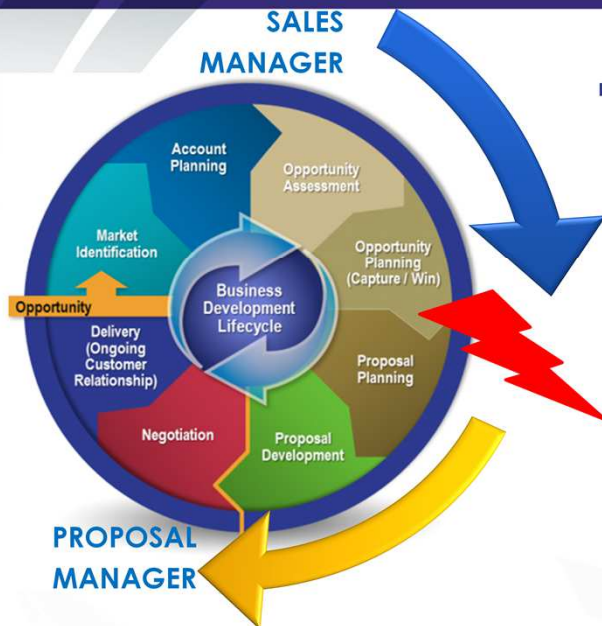 SALES
MANAGER
Account
Planning
Opportunity
Assessment
Market
Identification
Opportunity
Planning
(Capture / Win)
Business
Development
Lifecycle
Opportunity
Delivery
(Ongoing
Customer
Relationship)
Proposal
Planning
Negotiation
Proposal
Development
PROPOSAL
MANAGER